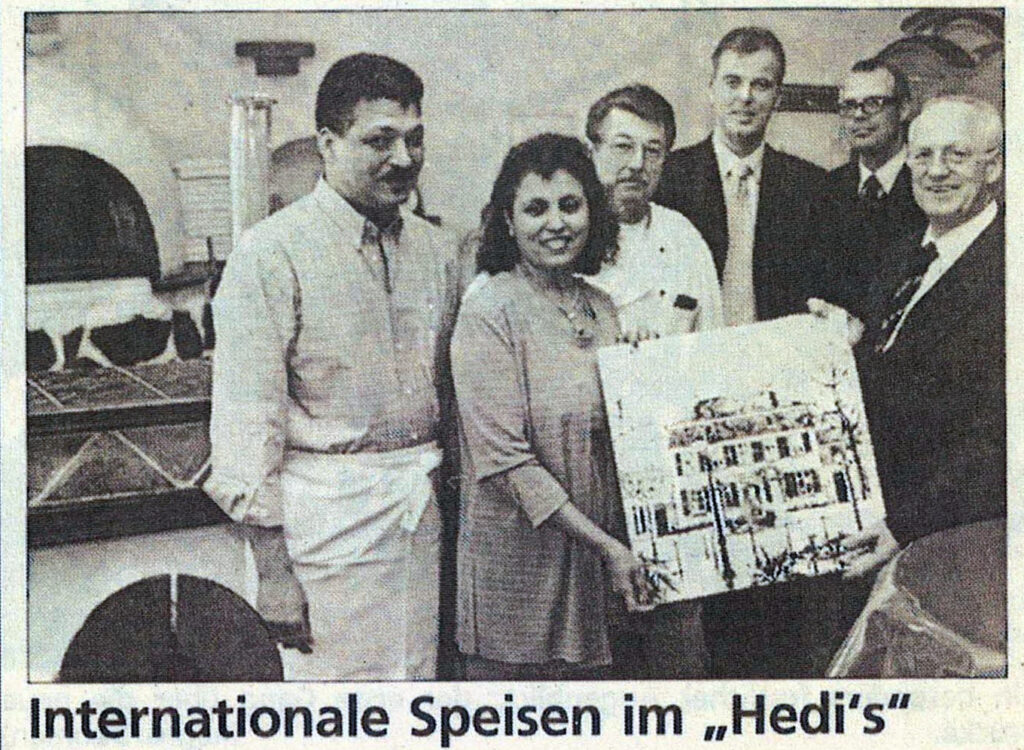 Internationale Speisen im „Hedi's“